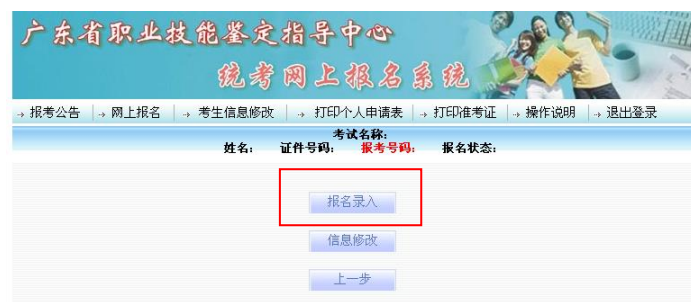 广东省职业技能鉴定指导中心
统考网上报名系统
→ 报考公告 → 网上报名 → 考生信息修改 → 打印个人申请表 → 打印准考证 → 操作说明 → 退出登录
考试名称:
姓名: 证件号码: 报考号码: 报名状态:
报名录入
信息修改
上一步